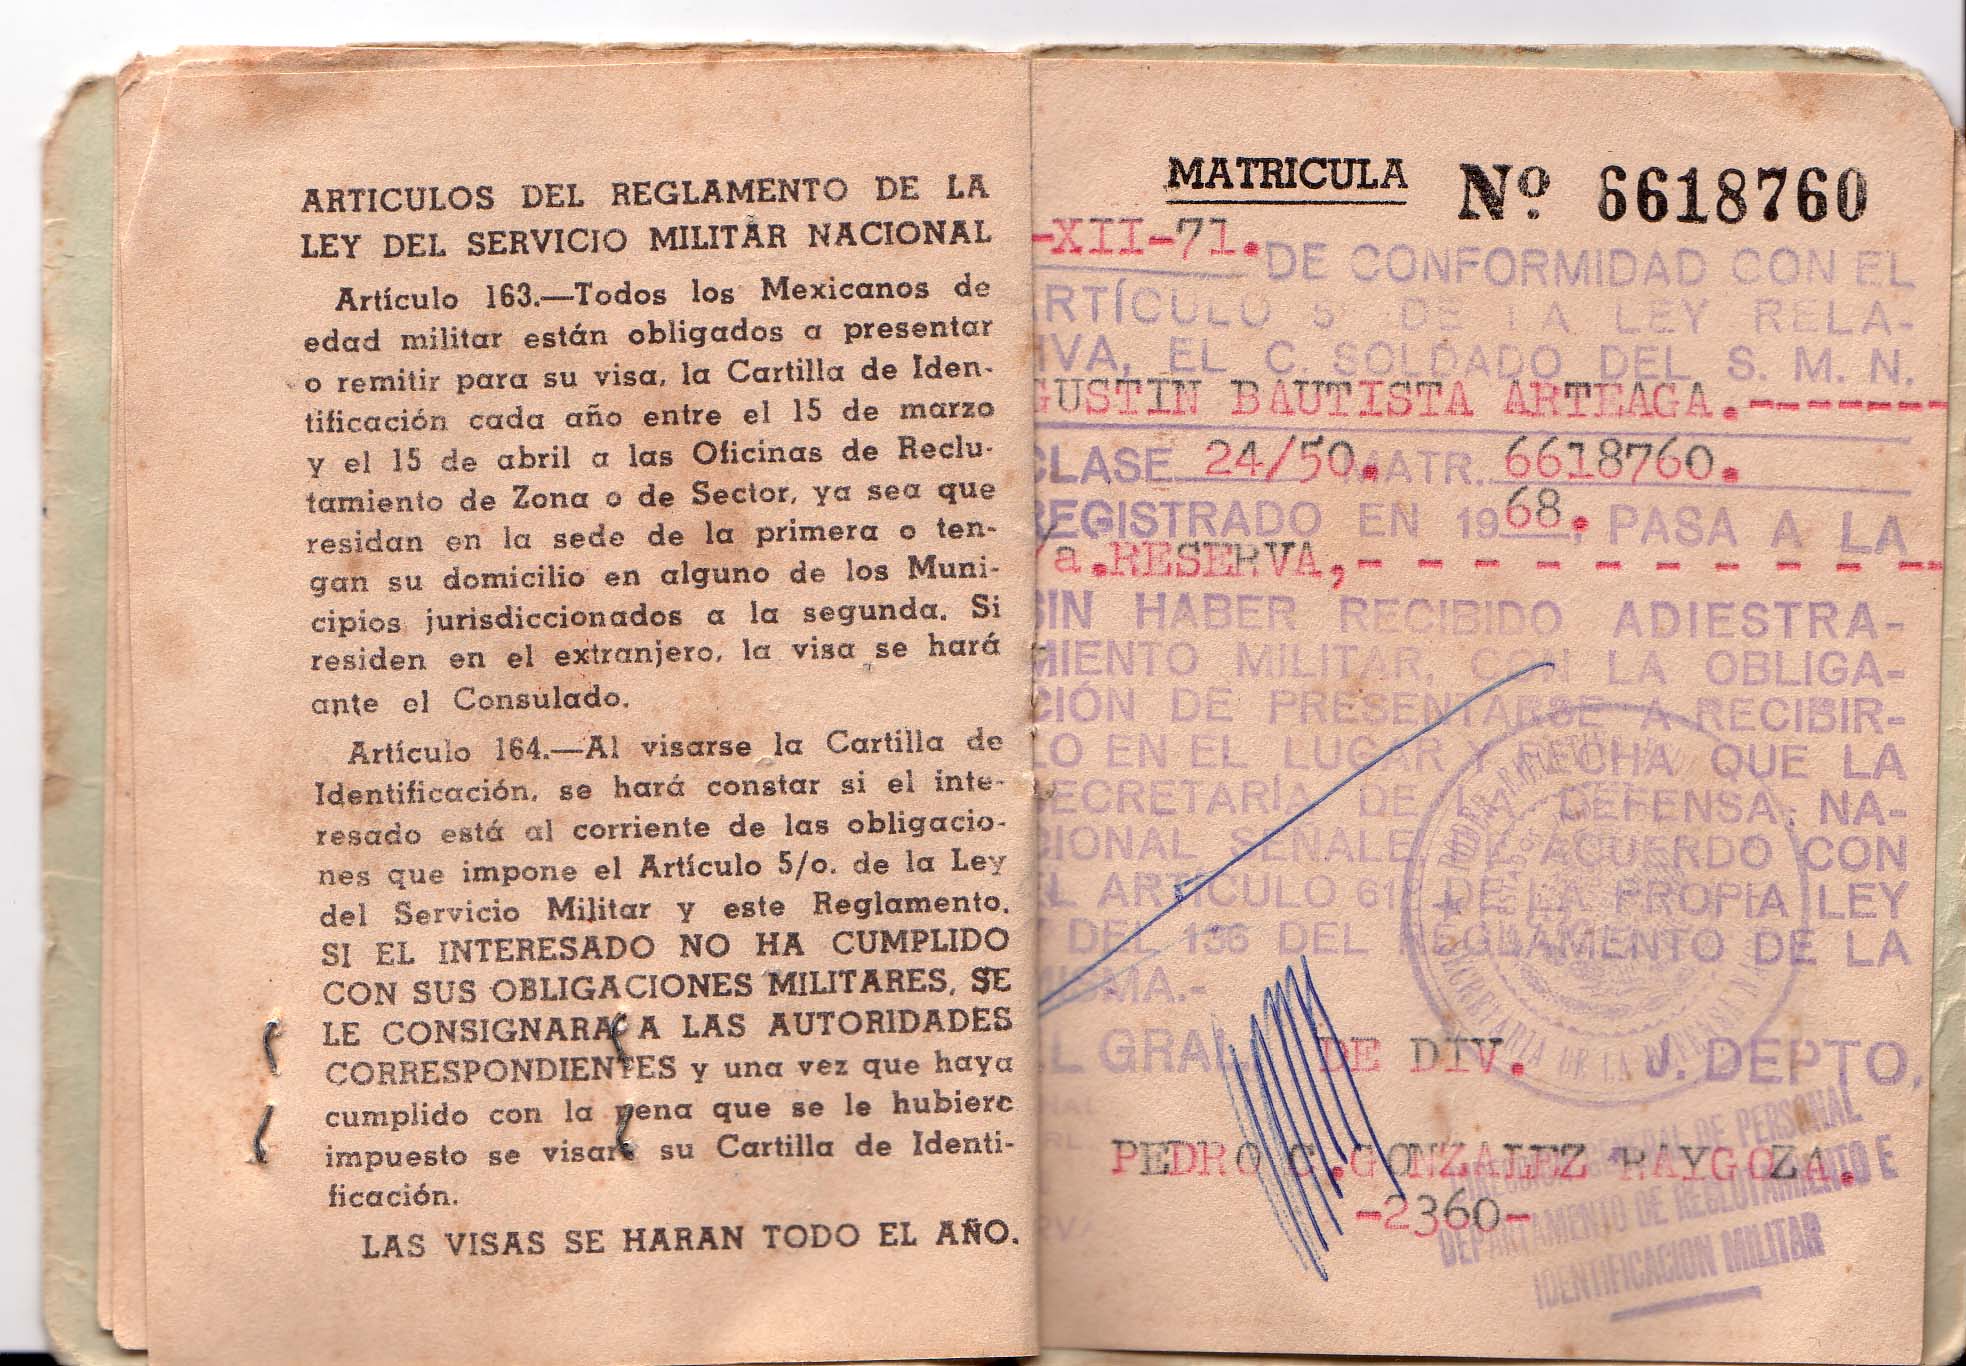 ARTICULOS DEL REGLAMENTO DE LA
LEY DEL SERVICIO MILITAR NACIONAL
Artículo 163.—Todos los Mexicanos de
edad militar están obligados a presentar
o remitir para su visa, la Cartilla de Iden-
tificación cada año entre el 15 de marzo
y el 15 de abril a las Oficinas de Reclu-
tamiento de Zona o de Sector, ya sea que
residan en la sede de la primera o ten-
gan su domicilio en alguno de los Muni-
cipios jurisdiccionados a la segunda. Si
residen en el extranjero, la visa se hará
ante el Consulado.
Artículo 164.—Al visarse la Cartilla de
Identificación, se hará constar si el inte-
resado está al corriente de las obligacio-
nes que impone el Artículo 5/o. de la Ley
del Servicio Militar y este Reglamento.
SI EL INTERESADO NO HA CUMPLIDO
CON SUS OBLIGACIONES MILITARES, SE
LE CONSIGNARA A LAS AUTORIDADES
CORRESPONDIENTES y una vez que haya
cumplido con la pena que se le hubiere
impuesto se visará su Cartilla de Identi-
ficación.
LAS VISAS SE HARAN TODO EL AÑO.
MATRICULA Nº 6618760
-XII-71. DE CONFORMIDAD CON EL
RTÍCULO 5º DE LA LEY RELA-
IVA, EL C. SOLDADO DEL S. M. N.
GUSTIN BAUTISTA ARTEAGA.-------
CLASE 24/50. MATR. 6618760.
REGISTRADO EN 1968., PASA A LA
/a.RESERVA,- - - - - - - - - - -
SIN HABER RECIBIDO ADIESTRA-
MIENTO MILITAR, CON LA OBLIGA-
CIÓN DE PRESENTARSE A RECIBIR-
LO EN EL LUGAR Y FECHA QUE LA
SECRETARÍA DE LA DEFENSA NA-
CIONAL SEÑALE, DE ACUERDO CON
EL ARTÍCULO 61º DE LA PROPIA LEY
Y DEL 136 DEL REGLAMENTO DE LA
MISMA.-
EL GRAL. DE DIV. J. DEPTO,
PEDRO C.GONZALEZ RAYGOZA.
-2360-
DIRECCION GENERAL DE PERSONAL
DEPARTAMENTO DE RECLUTAMIENTO E
IDENTIFICACION MILITAR